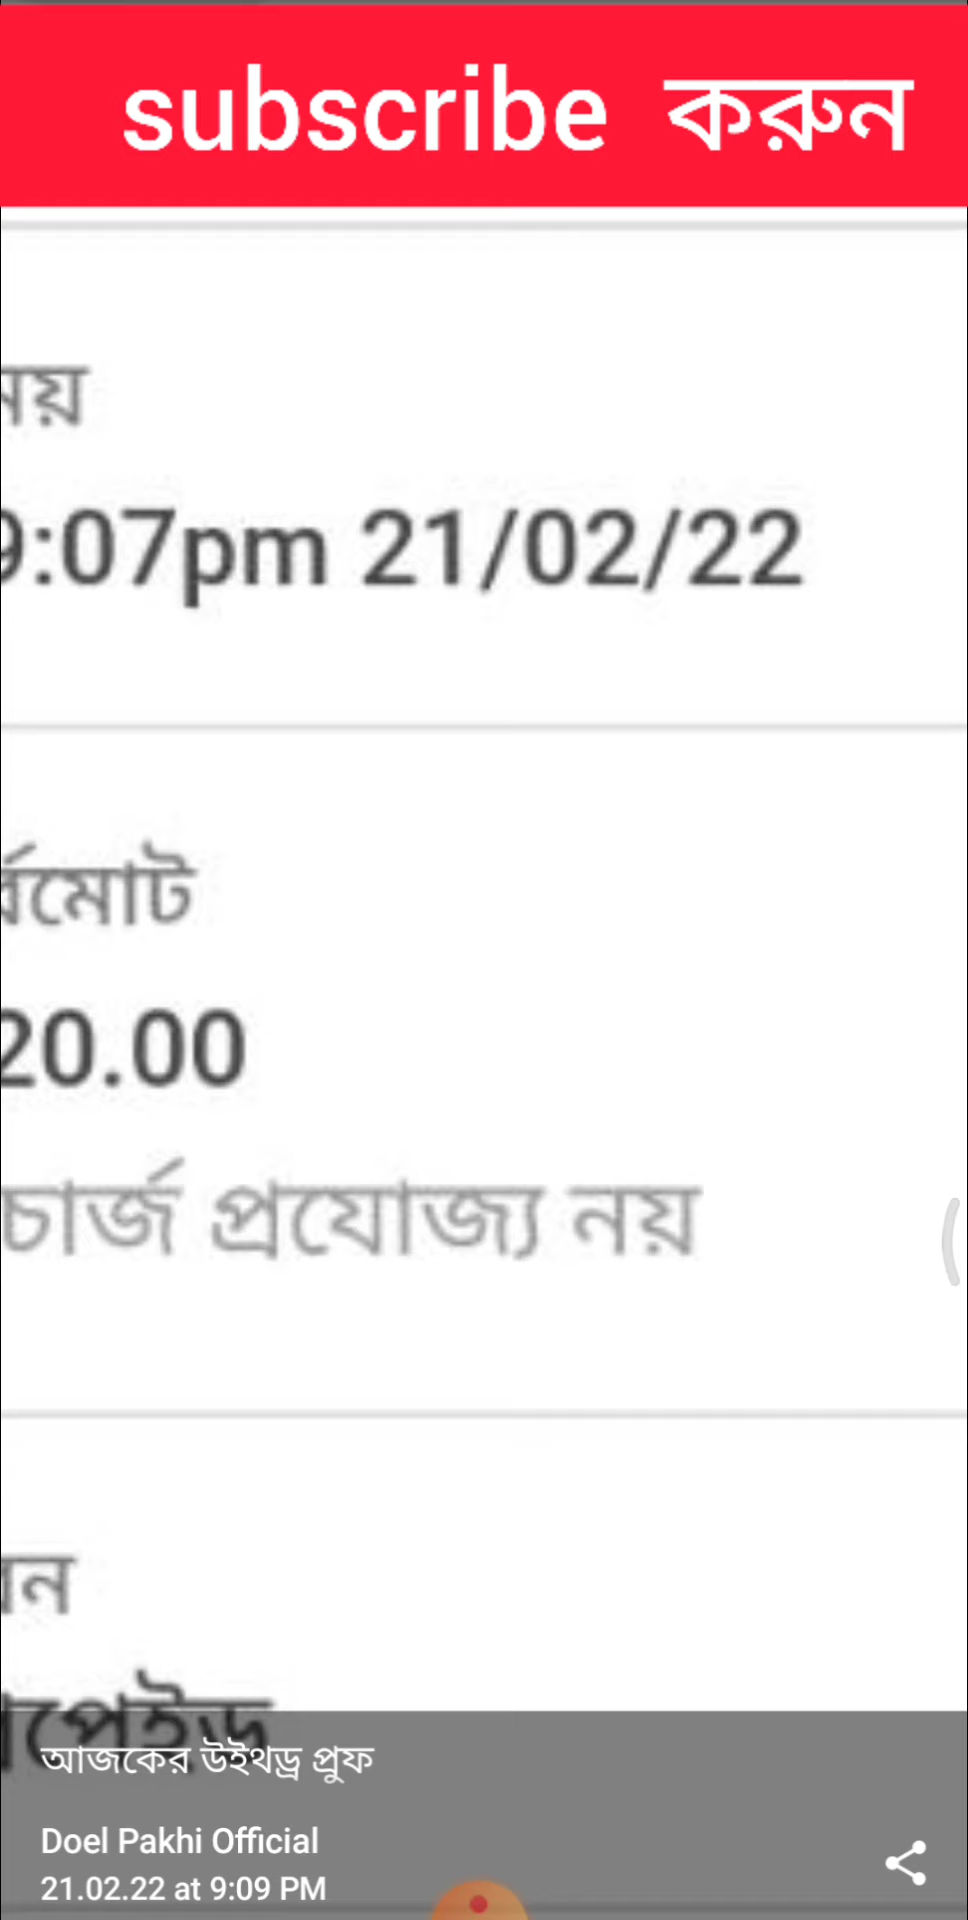 subscribe করুন
9:07pm 21/02/22
20.00
চার্জ প্রযোজ্য নয়
আজকের উইথড্র প্রুফ
Doel Pakhi Official
21.02.22 at 9:09 PM